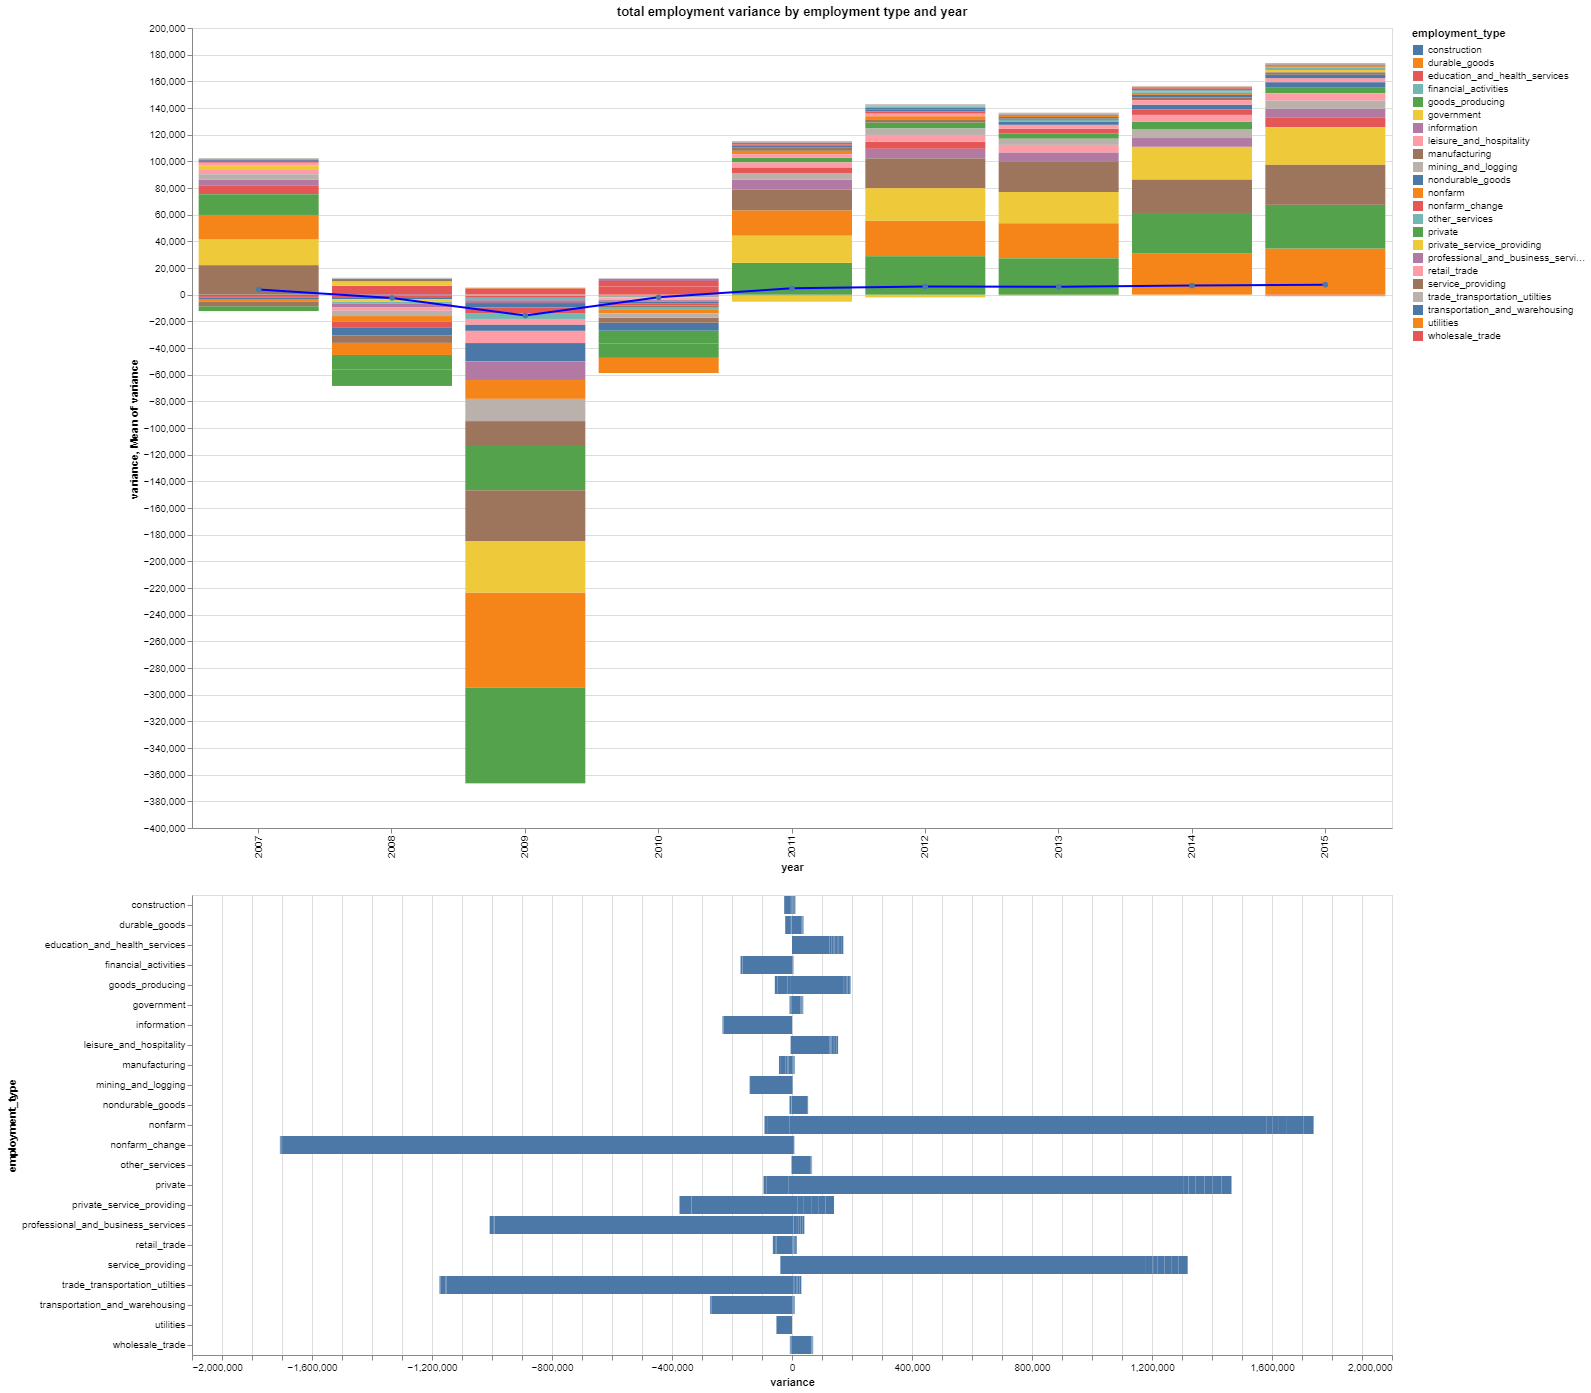 total employment variance by employment type and year
200,000
180,000
160,000
140,000
120,000
100,000
80,000
60,000
40,000
20,000
0
−20,000
−40,000
−60,000
−80,000
−100,000
−120,000
−140,000
−160,000
−180,000
−200,000
−220,000
−240,000
−260,000
−280,000
−300,000
−320,000
−340,000
−360,000
−380,000
−400,000
variance, Mean of variance
2007
2008
2009
2010
2011
2012
2013
2014
2015
year
employment_type
construction
durable_goods
education_and_health_services
financial_activities
goods_producing
government
information
leisure_and_hospitality
manufacturing
mining_and_logging
nondurable_goods
nonfarm
nonfarm_change
other_services
private
private_service_providing
professional_and_business_servi…
retail_trade
service_providing
trade_transportation_utilties
transportation_and_warehousing
utilities
wholesale_trade
employment_type
construction
durable_goods
education_and_health_services
financial_activities
goods_producing
government
information
leisure_and_hospitality
manufacturing
mining_and_logging
nondurable_goods
nonfarm
nonfarm_change
other_services
private
private_service_providing
professional_and_business_services
retail_trade
service_providing
trade_transportation_utilties
transportation_and_warehousing
utilities
wholesale_trade
−2,000,000
−1,600,000
−1,200,000
−800,000
−400,000
0
400,000
800,000
1,200,000
1,600,000
2,000,000
variance